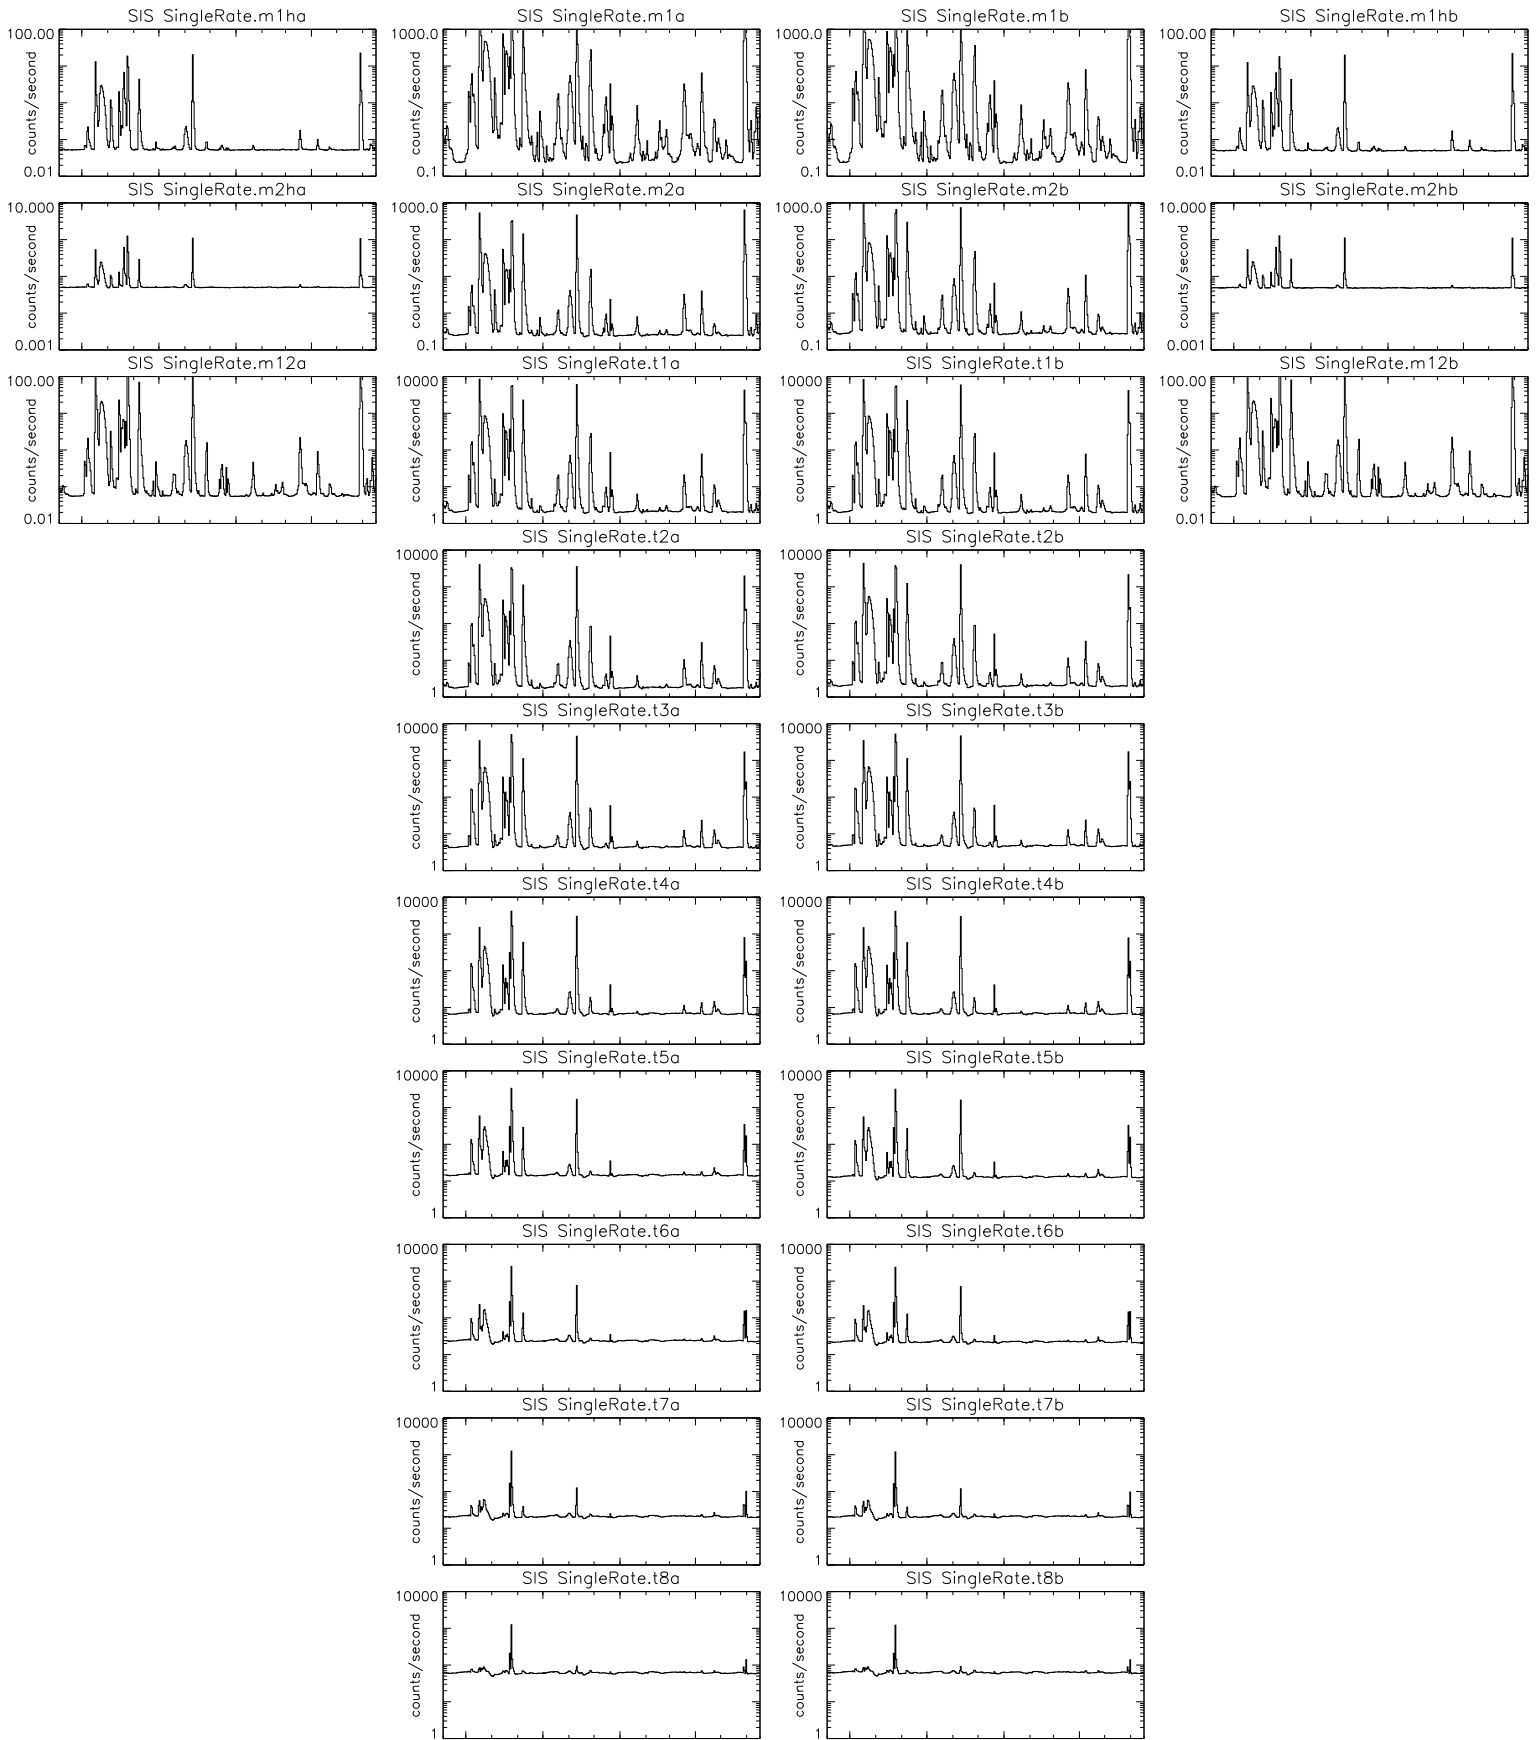 SIS SingleRate.m1ha
SIS SingleRate.m1a
SIS SingleRate.m1b
SIS SingleRate.m1hb
100.00
counts/second
0.01
1000.0
counts/second
0.1
1000.0
counts/second
0.1
100.00
counts/second
0.01
SIS SingleRate.m2ha
SIS SingleRate.m2a
SIS SingleRate.m2b
SIS SingleRate.m2hb
10.000
counts/second
0.001
1000.0
counts/second
0.1
1000.0
counts/second
0.1
10.000
counts/second
0.001
SIS SingleRate.m12a
SIS SingleRate.t1a
SIS SingleRate.t1b
SIS SingleRate.m12b
100.00
counts/second
0.01
10000
counts/second
1
10000
counts/second
1
100.00
counts/second
0.01
SIS SingleRate.t2a
SIS SingleRate.t2b
10000
counts/second
1
10000
counts/second
1
SIS SingleRate.t3a
SIS SingleRate.t3b
10000
counts/second
1
10000
counts/second
1
SIS SingleRate.t4a
SIS SingleRate.t4b
10000
counts/second
1
10000
counts/second
1
SIS SingleRate.t5a
SIS SingleRate.t5b
10000
counts/second
1
10000
counts/second
1
SIS SingleRate.t6a
SIS SingleRate.t6b
10000
counts/second
1
10000
counts/second
1
SIS SingleRate.t7a
SIS SingleRate.t7b
10000
counts/second
1
10000
counts/second
1
SIS SingleRate.t8a
SIS SingleRate.t8b
10000
counts/second
1
10000
counts/second
1